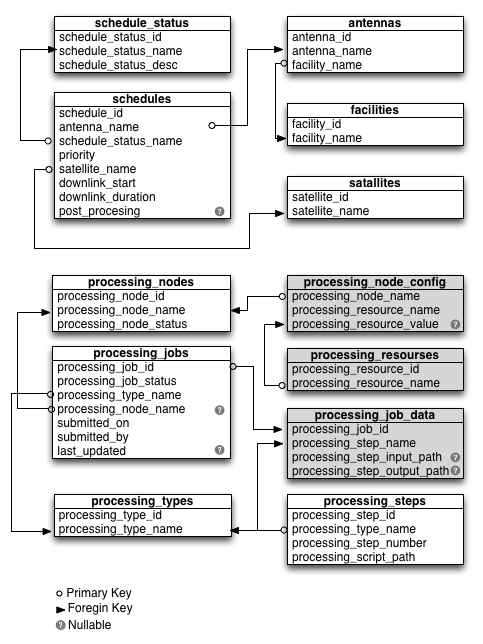 schedule_status
schedule_status_id
schedule_status_name
schedule_status_desc
antennas
antenna_id
antenna_name
facility_name
schedules
schedule_id
antenna_name
schedule_status_name
priority
satellite_name
downlink_start
downlink_duration
post_procesing ?
facilities
facility_id
facility_name
satallites
satellite_id
satellite_name
processing_nodes
processing_node_id
processing_node_name
processing_node_status
processing_node_config
processing_node_name
processing_resource_name
processing_resource_value ?
processing_jobs
processing_job_id
processing_job_status
processing_type_name
processing_node_name ?
submitted_on
submitted_by
last_updated ?
processing_resourses
processing_resource_id
processing_resource_name
processing_job_data
processing_job_id
processing_step_name
processing_step_input_path ?
processing_step_output_path ?
processing_types
processing_type_id
processing_type_name
processing_steps
processing_step_id
processing_type_name
processing_step_number
processing_script_path
Primary Key
Foregin Key
? Nullable